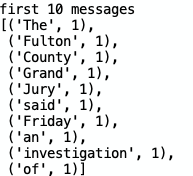 first 10 messages
[('The', 1),
('Fulton', 1),
('County', 1),
('Grand', 1),
('Jury', 1),
('said', 1),
('Friday', 1),
('an', 1),
('investigation', 1),
('of', 1)]